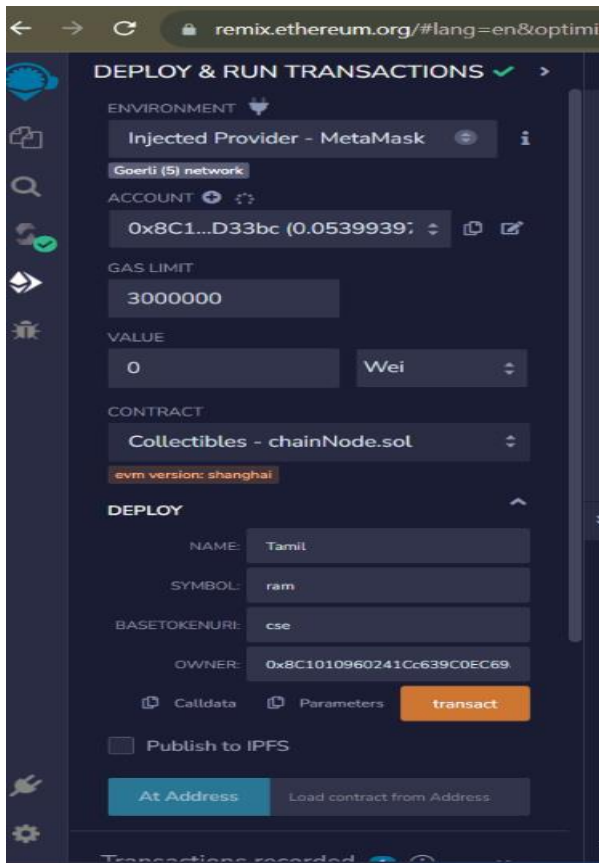 remix.ethereum.org/#lang=en&optimi
DEPLOY & RUN TRANSACTIONS
ENVIRONMENT
Injected Provider - MetaMask
Goerli (5) network
ACCOUNT
0x8C1...D33bc (0.0539939
GAS LIMIT
3000000
VALUE
0 Wei
CONTRACT
Collectibles - chainNode.sol
evm version: shanghai
DEPLOY
NAME: Tamil
SYMBOL: ram
BASETOKENURI: cse
OWNER: 0x8C1010960241Cc639C0EC69
Calldata Parameters transact
Publish to IPFS
At Address Load contract from Address
Transactions recorded